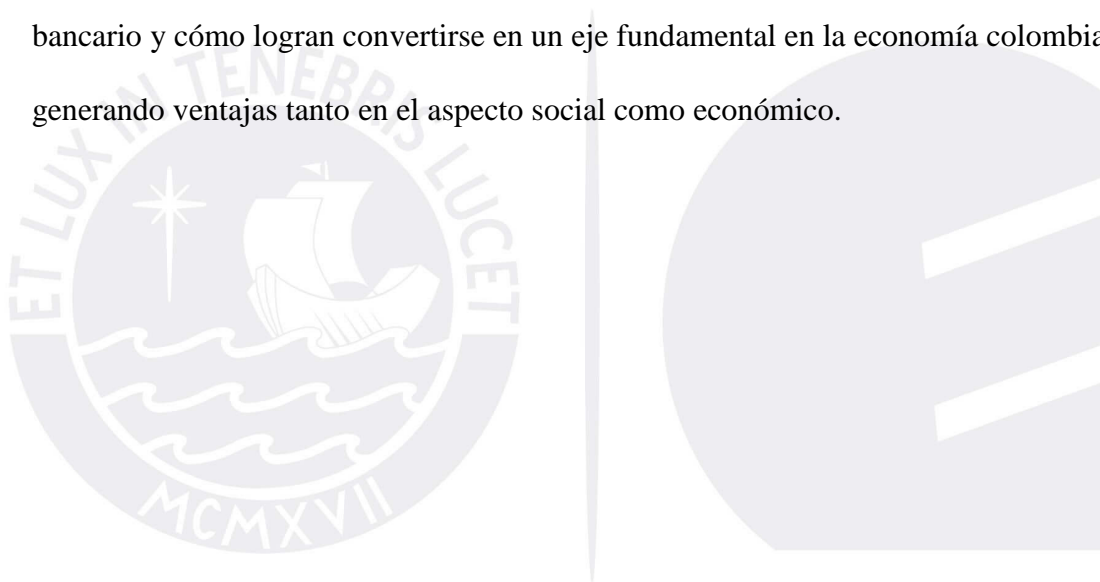 bancario y cómo logran convertirse en un eje fundamental en la economía colombia
generando ventajas tanto en el aspecto social como económico.
ET LUX IN TENEBRIS LUCET
MCMXVII